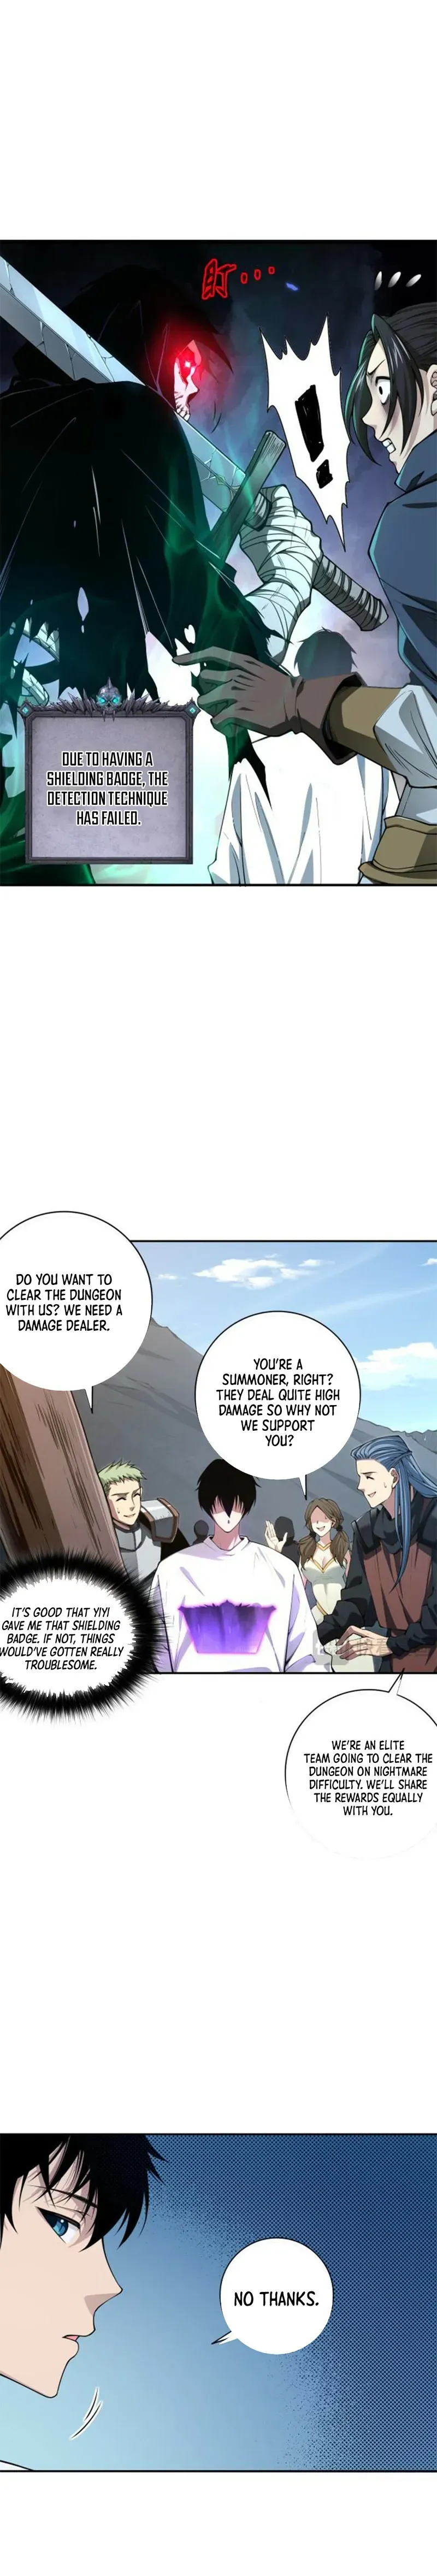 盯...
DUE TO HAVING A
SHIELDING BADGE, THE
DETECTION TECHNIQUE
HAS FAILED.
DO YOU WANT TO
CLEAR THE DUNGEON
WITH US? WE NEED A
DAMAGE DEALER.
YOU'RE A
SUMMONER, RIGHT?
THEY DEAL QUITE HIGH
DAMAGE SO WHY NOT
WE SUPPORT
YOU?
IT'S GOOD THAT YIYI
GAVE ME THAT SHIELDING
BADGE. IF NOT, THINGS
WOULD'VE GOTTEN REALLY
TROUBLESOME.
WE'RE AN ELITE
TEAM GOING TO CLEAR THE
DUNGEON ON NIGHTMARE
DIFFICULTY. WE'LL SHARE
THE REWARDS EQUALLY
WITH YOU.
NO THANKS.